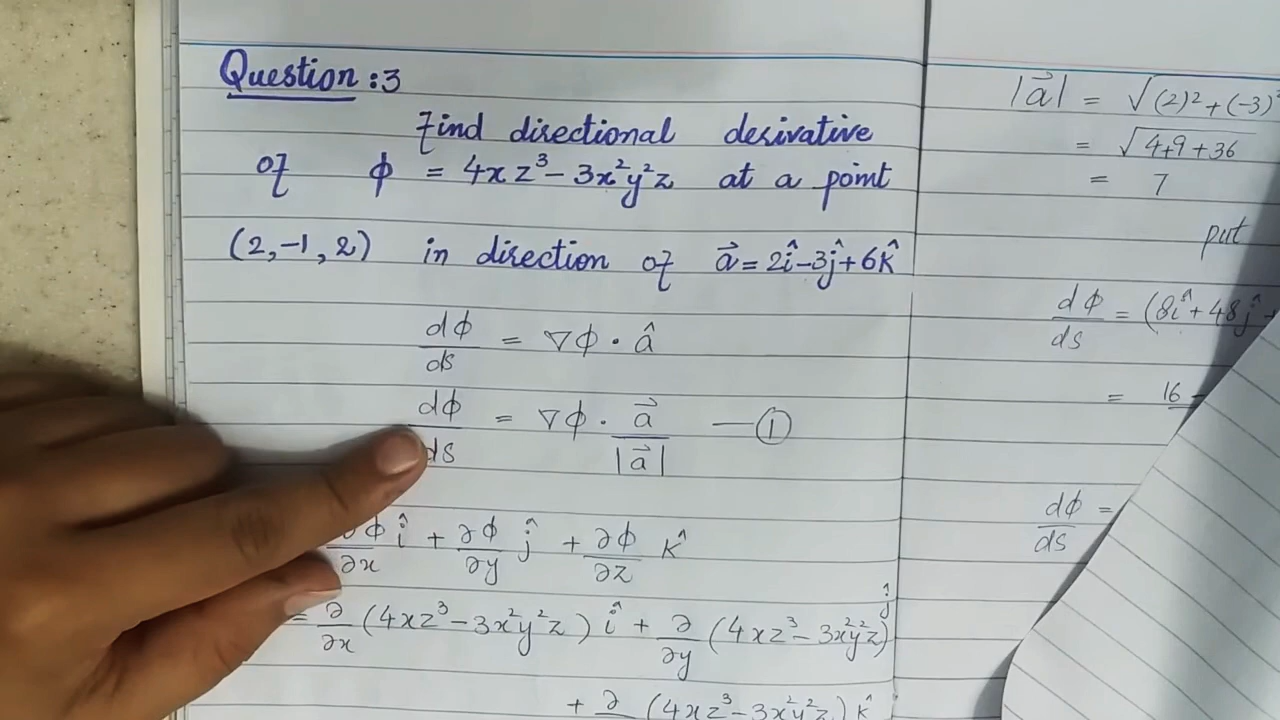 Question :3
Find directional derivative
of ϕ = 4xz³ - 3x²y²z at a point
(2,-1,2) in direction of a⃗ = 2î-3ĵ+6k̂
dϕ/ds = ∇ϕ · â
dϕ/ds = ∇ϕ · a⃗/|a⃗| — ①
∂ϕ/∂x î + ∂ϕ/∂y ĵ + ∂ϕ/∂z k̂
= ∂/∂x (4xz³ - 3x²y²z) î + ∂/∂y (4xz³ - 3x²y²z) ĵ
+ ∂ (4xz³ - 3x²y²z) k̂
|a⃗| = √(2)² + (-3)²
= √4+9+36
= 7
put
dϕ/ds = (8î + 48ĵ
= 16
dϕ/ds =